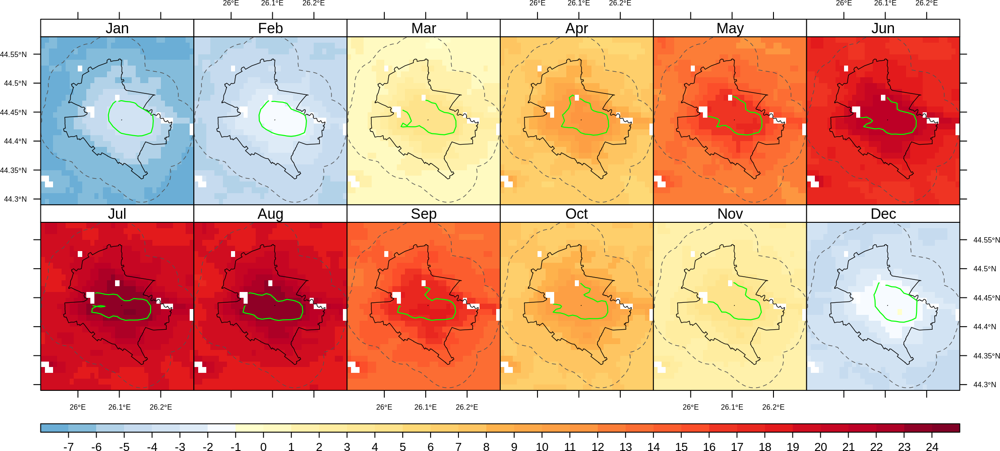 26°E 26.1°E 26.2°E 26°E 26.1°E 26.2°E 26°E 26.1°E 26.2°E
Jan Feb Mar Apr May Jun
44.55°N
44.5°N
44.45°N
44.4°N
44.35°N
44.3°N
Jul Aug Sep Oct Nov Dec
44.55°N
44.5°N
44.45°N
44.4°N
44.35°N
44.3°N
26°E 26.1°E 26.2°E 26°E 26.1°E 26.2°E 26°E 26.1°E 26.2°E
-7 -6 -5 -4 -3 -2 -1 0 1 2 3 4 5 6 7 8 9 10 11 12 13 14 15 16 17 18 19 20 21 22 23 24